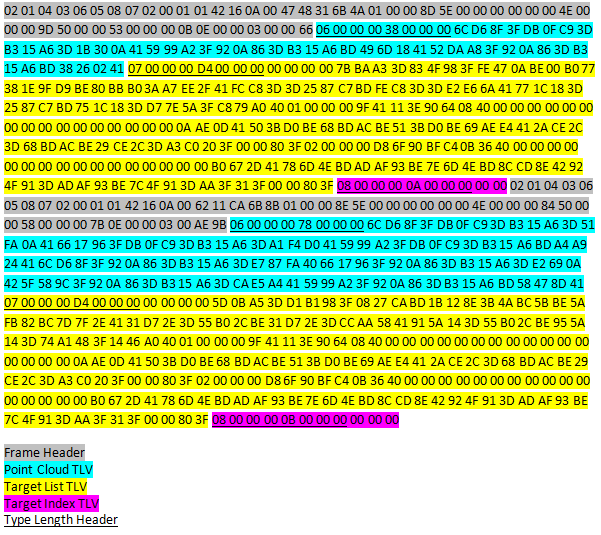 02 01 04 03 06 05 08 07 02 00 01 01 42 16 0A 00 47 48 31 6B 4A 01 00 00 8D 5E 00 00 00 00 00 00 4E 00
00 00 9D 50 00 00 53 00 00 00 0B 0E 00 00 03 00 00 66 06 00 00 00 38 00 00 00 6C D6 8F 3F DB 0F C9 3D
B3 15 A6 3D 1B 30 0A 41 59 99 A2 3F 92 0A 86 3D B3 15 A6 BD 49 6D 18 41 52 DA A8 3F 92 0A 86 3D B3
15 A6 BD 38 26 02 41 07 00 00 00 D4 00 00 00 00 00 00 00 7B BA A3 3D 83 4F 98 3F FE 47 0A BE 00 B0 77
38 1E 9F D9 BE 80 BB B0 3A A7 EE 2F 41 FC C8 3D 3D 25 87 C7 BD FE C8 3D 3D E2 E6 6A 41 77 1C 18 3D
25 87 C7 BD 75 1C 18 3D D7 7E 5A 3F C8 79 A0 40 01 00 00 00 9F 41 11 3E 90 64 08 40 00 00 00 00 00 00
00 00 00 00 00 00 00 00 00 00 0A AE 0D 41 50 3B D0 BE 68 BD AC BE 51 3B D0 BE 69 AE E4 41 2A CE 2C
3D 68 BD AC BE 29 CE 2C 3D A3 C0 20 3F 00 00 80 3F 02 00 00 00 D8 6F 90 BF C4 0B 36 40 00 00 00 00
00 00 00 00 00 00 00 00 00 00 00 00 B0 67 2D 41 78 6D 4E BD AD AF 93 BE 7E 6D 4E BD 8C CD 8E 42 92
4F 91 3D AD AF 93 BE 7C 4F 91 3D AA 3F 31 3F 00 00 80 3F 08 00 00 00 0A 00 00 00 00 00 02 01 04 03 06
05 08 07 02 00 01 01 42 16 0A 00 62 11 CA 6B 8B 01 00 00 8E 5E 00 00 00 00 00 00 4E 00 00 00 84 50 00
00 58 00 00 00 7B 0E 00 00 03 00 AE 9B 06 00 00 00 78 00 00 00 6C D6 8F 3F DB 0F C9 3D B3 15 A6 3D 51
FA 0A 41 66 17 96 3F DB 0F C9 3D B3 15 A6 3D A1 F4 D0 41 59 99 A2 3F DB 0F C9 3D B3 15 A6 BD A4 A9
24 41 6C D6 8F 3F 92 0A 86 3D B3 15 A6 3D E7 87 FA 40 66 17 96 3F 92 0A 86 3D B3 15 A6 3D E2 69 0A
42 5F 58 9C 3F 92 0A 86 3D B3 15 A6 3D CA E5 A4 41 59 99 A2 3F 92 0A 86 3D B3 15 A6 BD 58 47 8D 41
07 00 00 00 D4 00 00 00 00 00 00 00 5D 0B A5 3D D1 B1 98 3F 08 27 CA BD 1B 12 8E 3B 4A BC 5B BE 5A
FB 82 BC 7D 7F 2E 41 31 D7 2E 3D 55 B0 2C BE 31 D7 2E 3D CC AA 58 41 91 5A 14 3D 55 B0 2C BE 95 5A
14 3D 74 A1 48 3F 14 46 A0 40 01 00 00 00 9F 41 11 3E 90 64 08 40 00 00 00 00 00 00 00 00 00 00 00 00
00 00 00 00 0A AE 0D 41 50 3B D0 BE 68 BD AC BE 51 3B D0 BE 69 AE E4 41 2A CE 2C 3D 68 BD AC BE 29
CE 2C 3D A3 C0 20 3F 00 00 80 3F 02 00 00 00 D8 6F 90 BF C4 0B 36 40 00 00 00 00 00 00 00 00 00 00 00
00 00 00 00 00 B0 67 2D 41 78 6D 4E BD AD AF 93 BE 7E 6D 4E BD 8C CD 8E 42 92 4F 91 3D AD AF 93 BE
7C 4F 91 3D AA 3F 31 3F 00 00 80 3F 08 00 00 00 0B 00 00 00 00 00 00
Frame Header
Point Cloud TLV
Target List TLV
Target Index TLV
Type Length Header